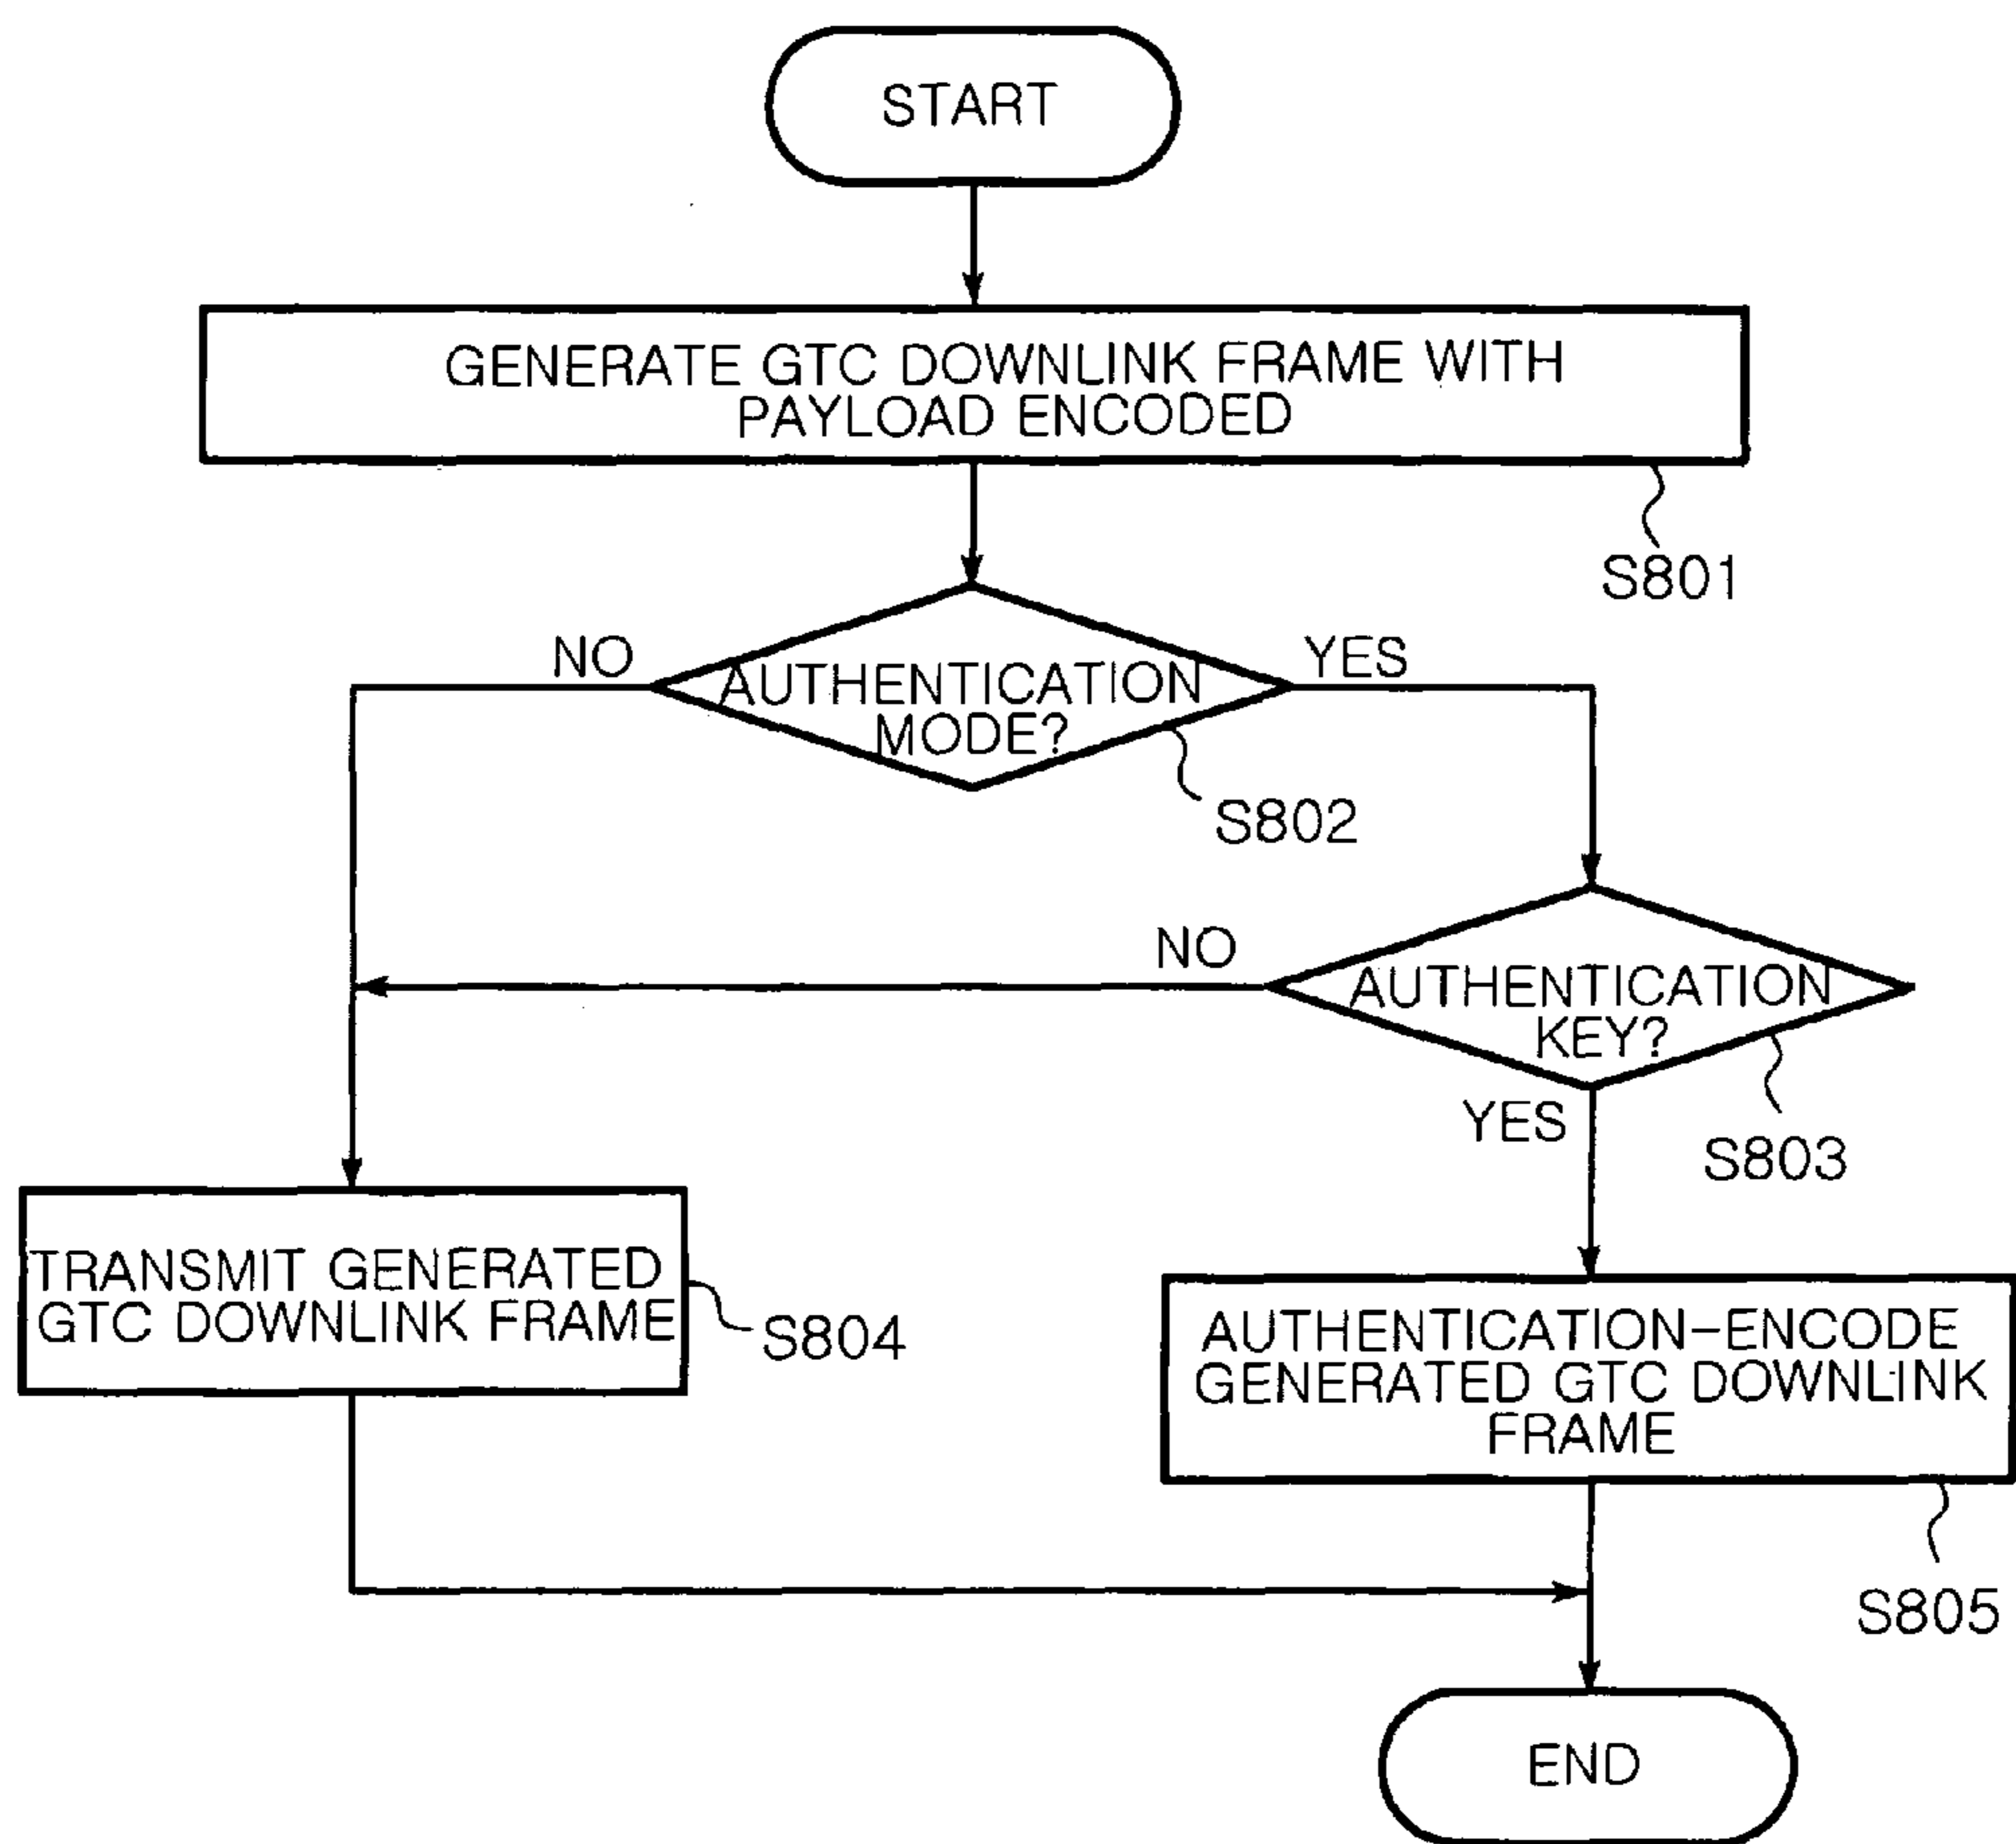 START
GENERATE GTC DOWNLINK FRAME WITH
PAYLOAD ENCODED
S801
NO
YES
AUTHENTICATION
MODE?
S802
NO
AUTHENTICATION
KEY?
YES
S803
TRANSMIT GENERATED
GTC DOWNLINK FRAME
S804
AUTHENTICATION-ENCODE
GENERATED GTC DOWNLINK
FRAME
S805
END